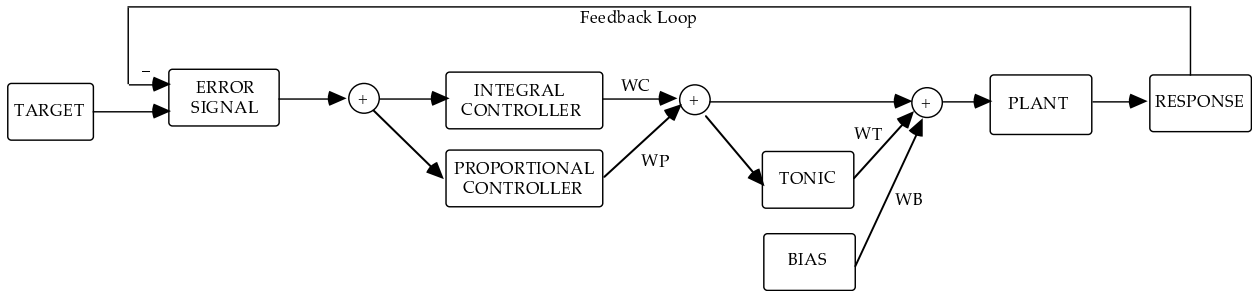 Feedback Loop
−
TARGET
ERROR
SIGNAL
+
INTEGRAL
CONTROLLER
WC
+
PROPORTIONAL
CONTROLLER
WP
TONIC
WT
BIAS
WB
+
PLANT
RESPONSE